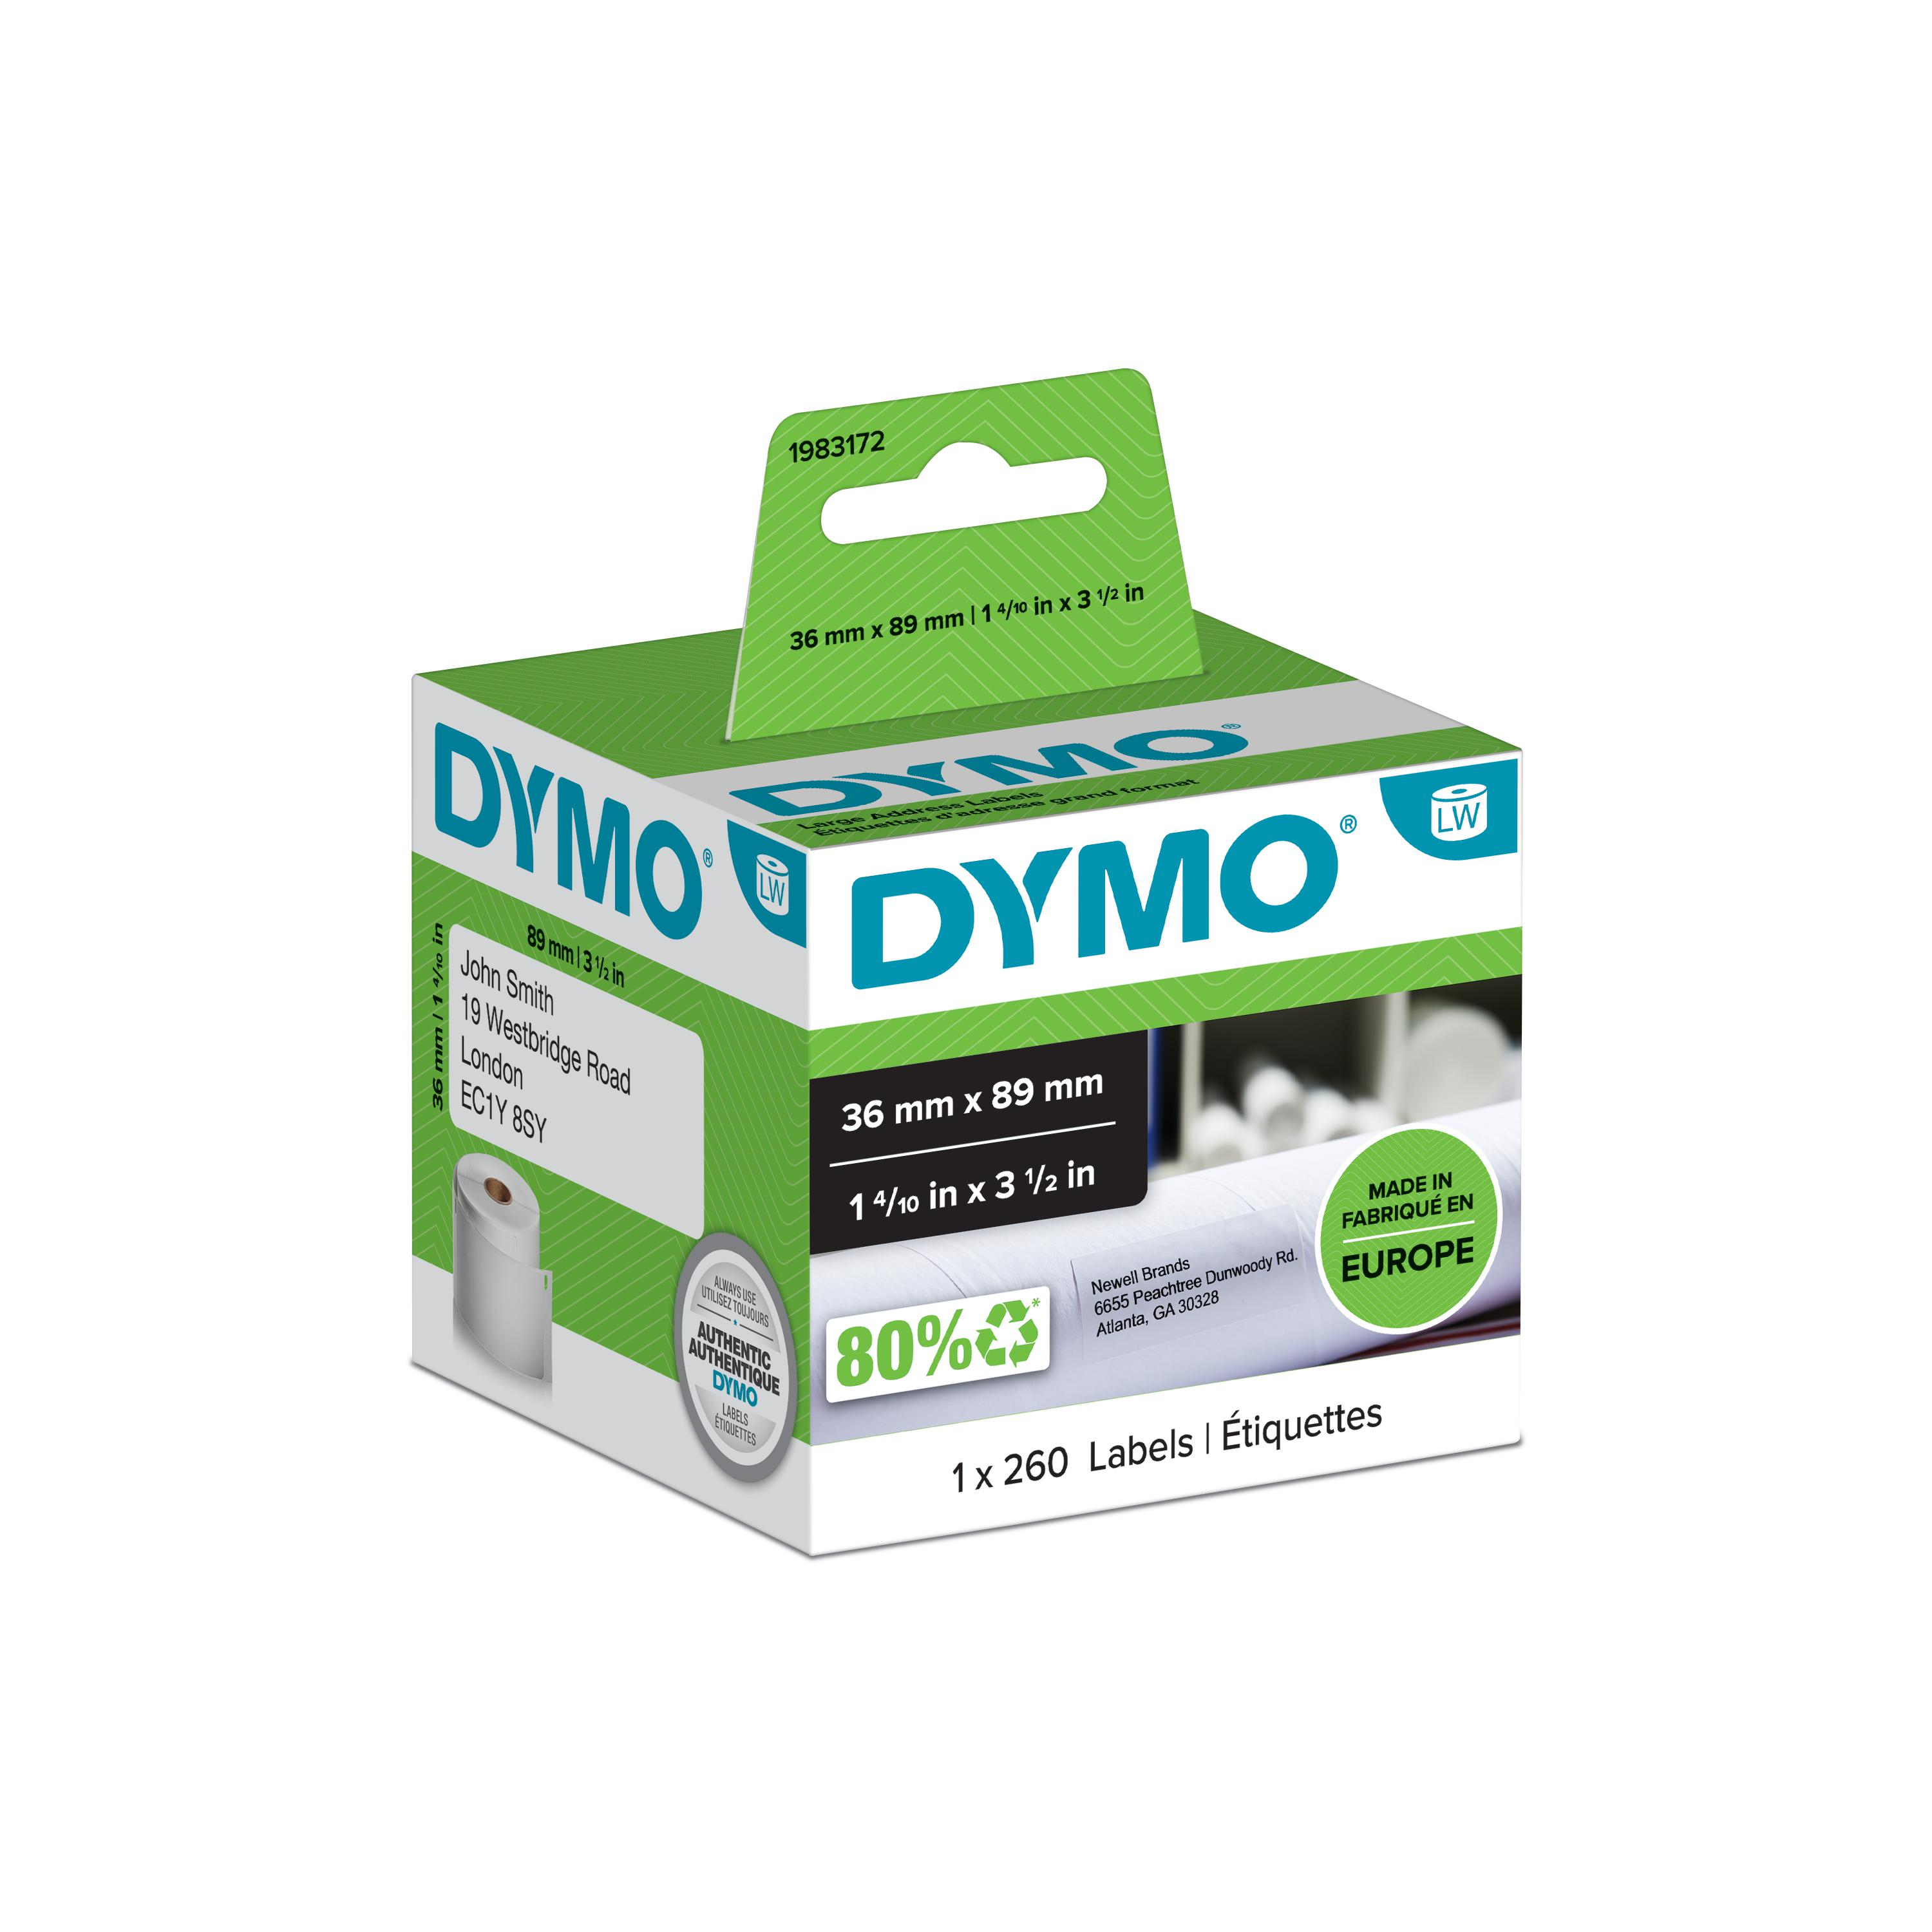 1983172
36 mm x 89 mm | 1 4/10 in x 3 1/2 in
DYMO®
Large Address Labels
Étiquettes d'adresse grand format
DYMO®
LW
89 mm | 3 1/2 in
36 mm | 1 4/10 in
John Smith
19 Westbridge Road
London
EC1Y 8SY
ALWAYS USE
UTILISEZ TOUJOURS
AUTHENTIC
AUTHENTIQUE
DYMO
LABELS
ÉTIQUETTES
DYMO®
LW
36 mm x 89 mm
1 4/10 in x 3 1/2 in
MADE IN
FABRIQUÉ EN
EUROPE
Newell Brands
6655 Peachtree Dunwoody Rd.
Atlanta, GA 30328
80%*
1 x 260 Labels | Étiquettes